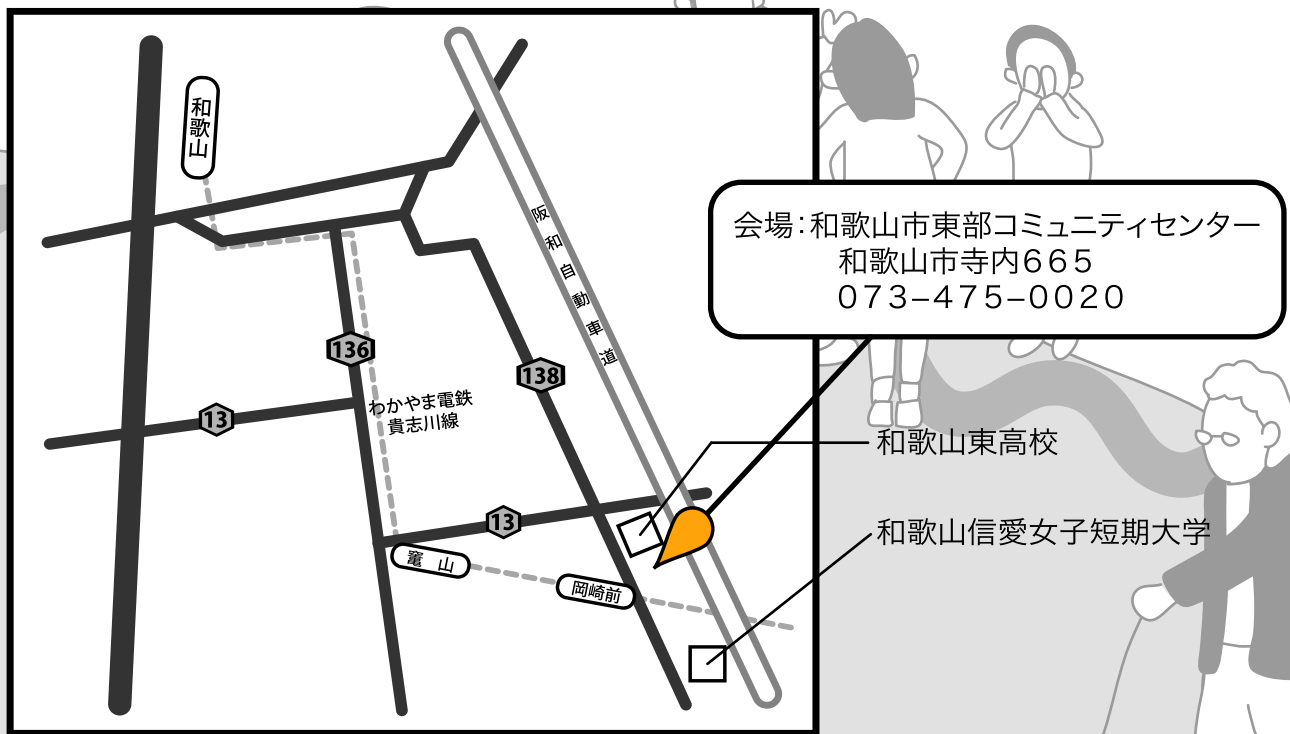 和歌山
阪和自動車道
会場：和歌山市東部コミュニティセンター
和歌山市寺内６６５
０７３−４７５−００２０
136
138
13
わかやま電鉄
貴志川線
和歌山東高校
13
竈　山
岡崎前
和歌山信愛女子短期大学